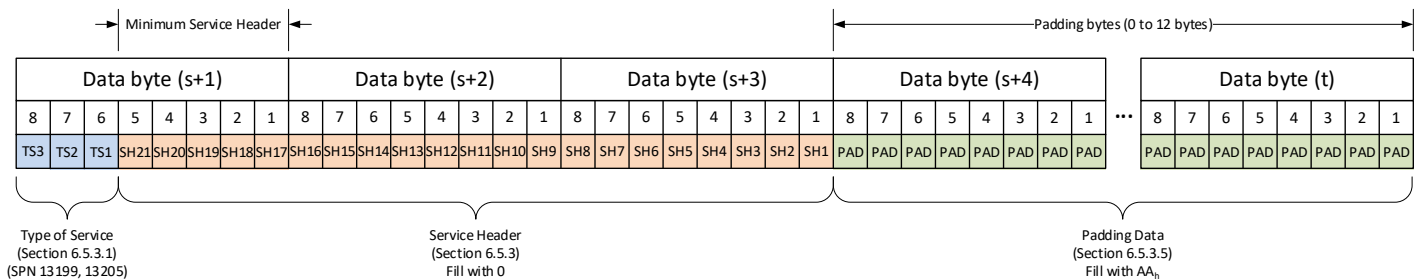 Minimum Service Header
Padding bytes (0 to 12 bytes)
Data byte (s+1) Data byte (s+2) Data byte (s+3) Data byte (s+4) Data byte (t)
8 7 6 5 4 3 2 1 8 7 6 5 4 3 2 1 8 7 6 5 4 3 2 1 8 7 6 5 4 3 2 1 ... 8 7 6 5 4 3 2 1
TS3 TS2 TS1 SH21 SH20 SH19 SH18 SH17 SH16 SH15 SH14 SH13 SH12 SH11 SH10 SH9 SH8 SH7 SH6 SH5 SH4 SH3 SH2 SH1 PAD PAD PAD PAD PAD PAD PAD PAD PAD PAD PAD PAD PAD PAD PAD PAD
Type of Service
(Section 6.5.3.1)
(SPN 13199, 13205)
Service Header
(Section 6.5.3)
Fill with 0
Padding Data
(Section 6.5.3.5)
Fill with AAh